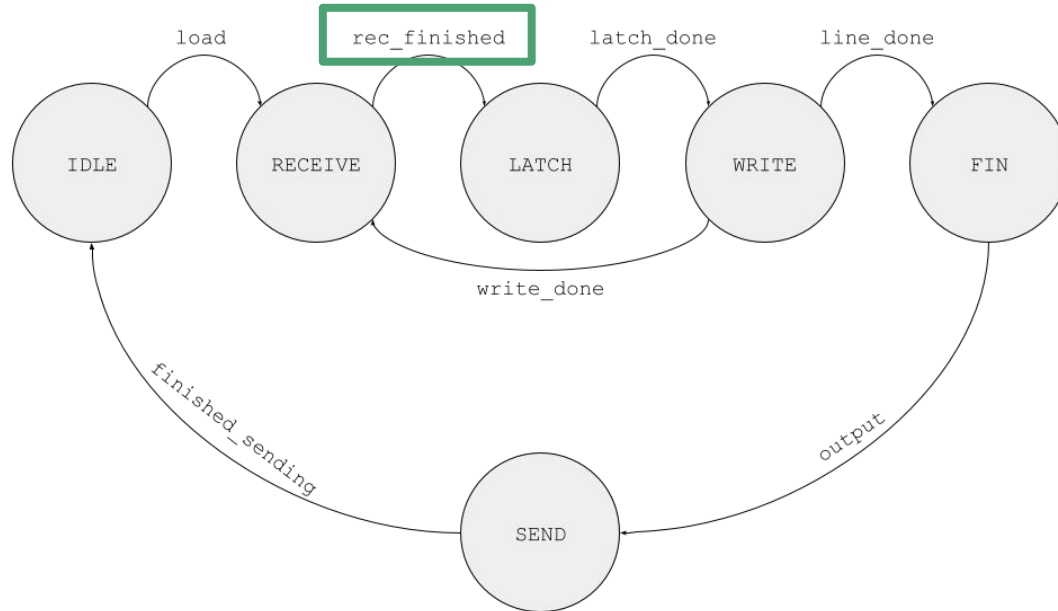 load
rec_finished
latch_done
line_done
IDLE
RECEIVE
LATCH
WRITE
FIN
write_done
finished_sending
output
SEND